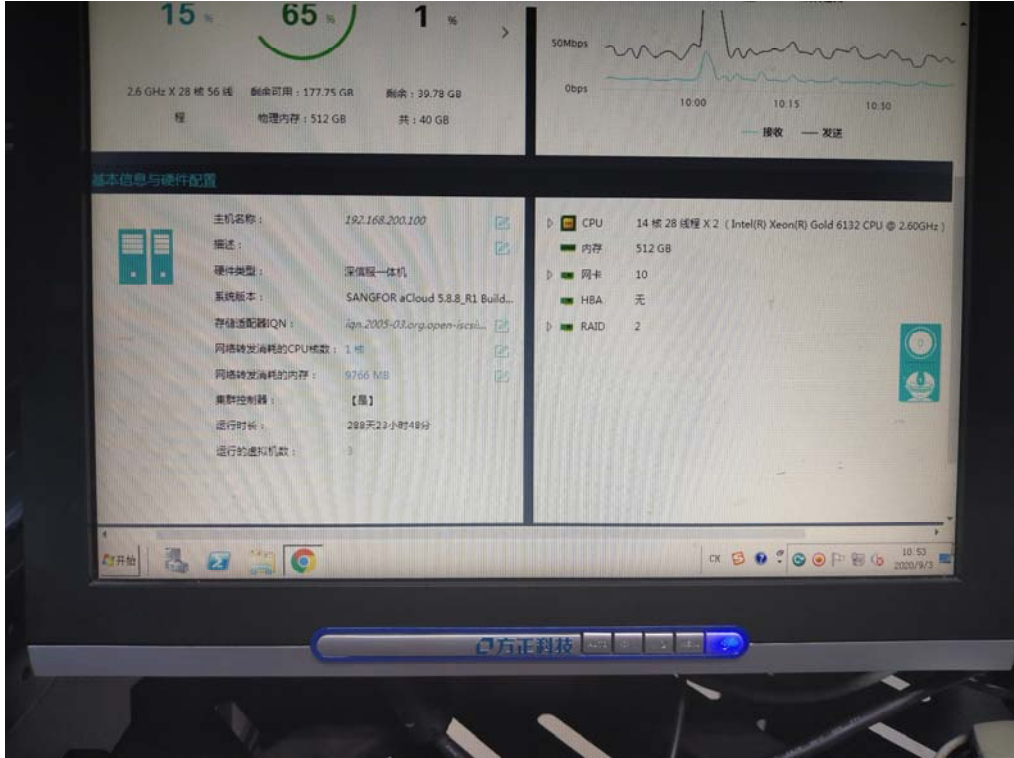 15 %
65 %
1 %
2.6 GHz X 28 核 56 线
程
剩余可用：177.75 GB
物理内存：512 GB
剩余：39.78 GB
共：40 GB
50Mbps
0bps
10:00 10:15 10:30
接收 发送
基本信息与硬件配置
主机名称： 192.168.200.100
描述：
硬件类型： 深信服一体机
系统版本： SANGFOR aCloud 5.8.8_R1 Build...
存储适配器IQN： iqn.2005-03.org.open-iscsi...
网络转发消耗的CPU核数： 1 核
网络转发消耗的内存： 9766 MB
集群控制器： 【是】
运行时长： 288天23小时48分
运行的虚拟机数： 3
CPU 14 核 28 线程 X 2（Intel(R) Xeon(R) Gold 6132 CPU @ 2.60GHz）
内存 512 GB
网卡 10
HBA 无
RAID 2
开始
CK
10:53
2020/9/3
方正科技